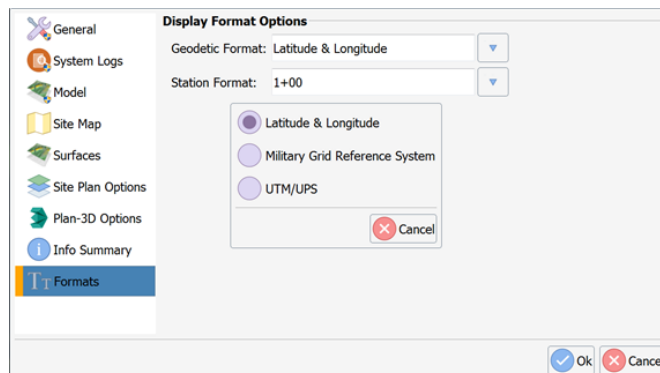 General
System Logs
Model
Site Map
Surfaces
Site Plan Options
Plan-3D Options
Info Summary
Formats
Display Format Options
Geodetic Format: Latitude & Longitude
Station Format: 1+00
Latitude & Longitude
Military Grid Reference System
UTM/UPS
Cancel
Ok Cance